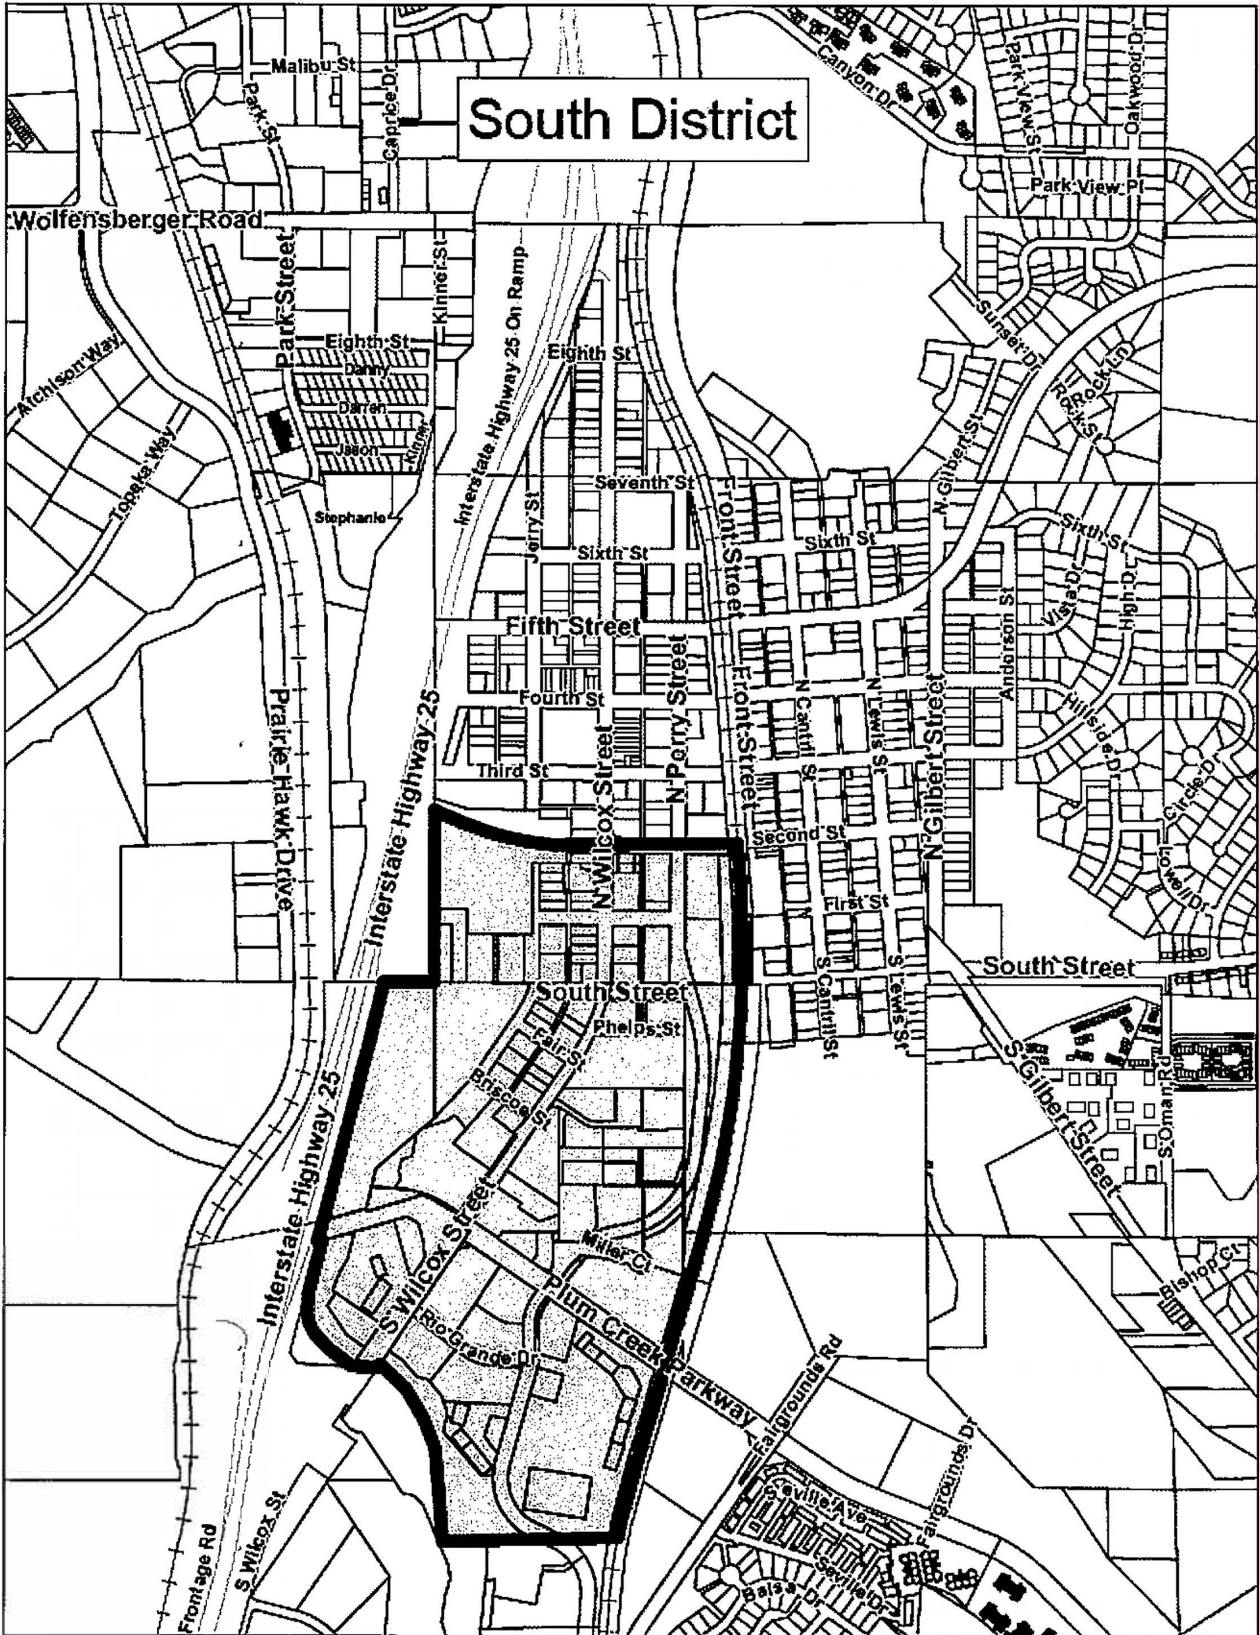 South District
Malibu St
Park St
Caprice Dr
Canyon Dr
Park View St
Oakwood Dr
Park View Pl
Wolfensberger Road
Park Street
Kinner St
Interstate Highway 25 On Ramp
Eighth St
Danny
Darren
Jason
Kinner
Stephanie
Atchison Way
Topeka Way
Eighth St
Sunset Dr
Rock Ln
Rock St
N Gilbert St
Seventh St
Jerry St
Sixth St
Front Street
Sixth St
Sixth St
Vista Dr
High Dr
Anderson St
Fifth Street
Fourth St
N Perry Street
Front Street
N Cantril St
N Lewis St
N Gilbert Street
Hillside Dr
Circle Dr
Lowell Dr
Prairie Hawk Drive
Interstate Highway 25
Third St
N Wilcox Street
Second St
First St
South Street
South Street
Phelps St
Fair St
Briscoe St
S Cantril St
S Lewis St
S Gilbert Street
S Oman Rd
Interstate Highway 25
S Wilcox Street
Miller Ct
Plum Creek Parkway
Rio Grande Dr
Bishop Ct
Fairgrounds Rd
Fairgrounds Dr
Seville Ave
Seville Dr
Balsa Dr
S Wilcox St
Frontage Rd